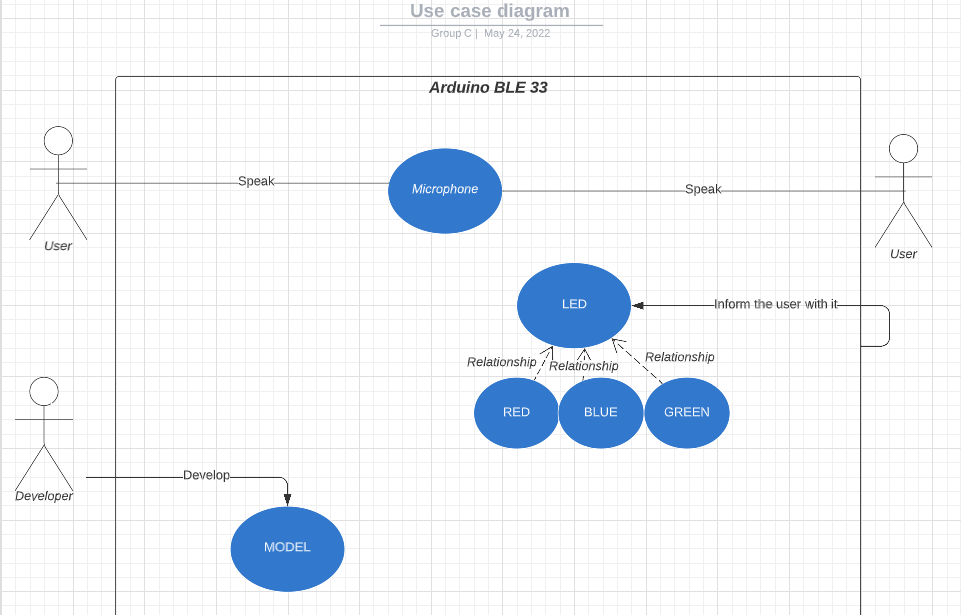 Use case diagram
Group C | May 24, 2022
Arduino BLE 33
Speak
Microphone
Speak
User
User
LED
Inform the user with it
Relationship
Relationship
Relationship
RED
BLUE
GREEN
Develop
Developer
MODEL